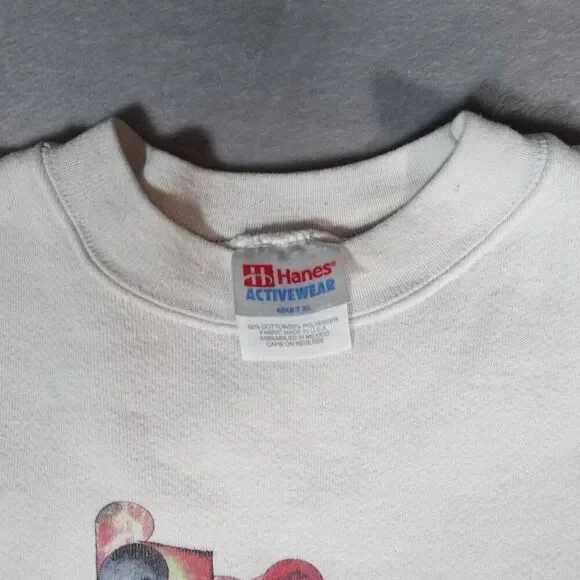 Hanes®
ACTIVEWEAR
ADULT XL
50% COTTON/50% POLYESTER
FABRIC MADE IN U.S.A.
ASSEMBLED IN MEXICO
CARE ON REVERSE